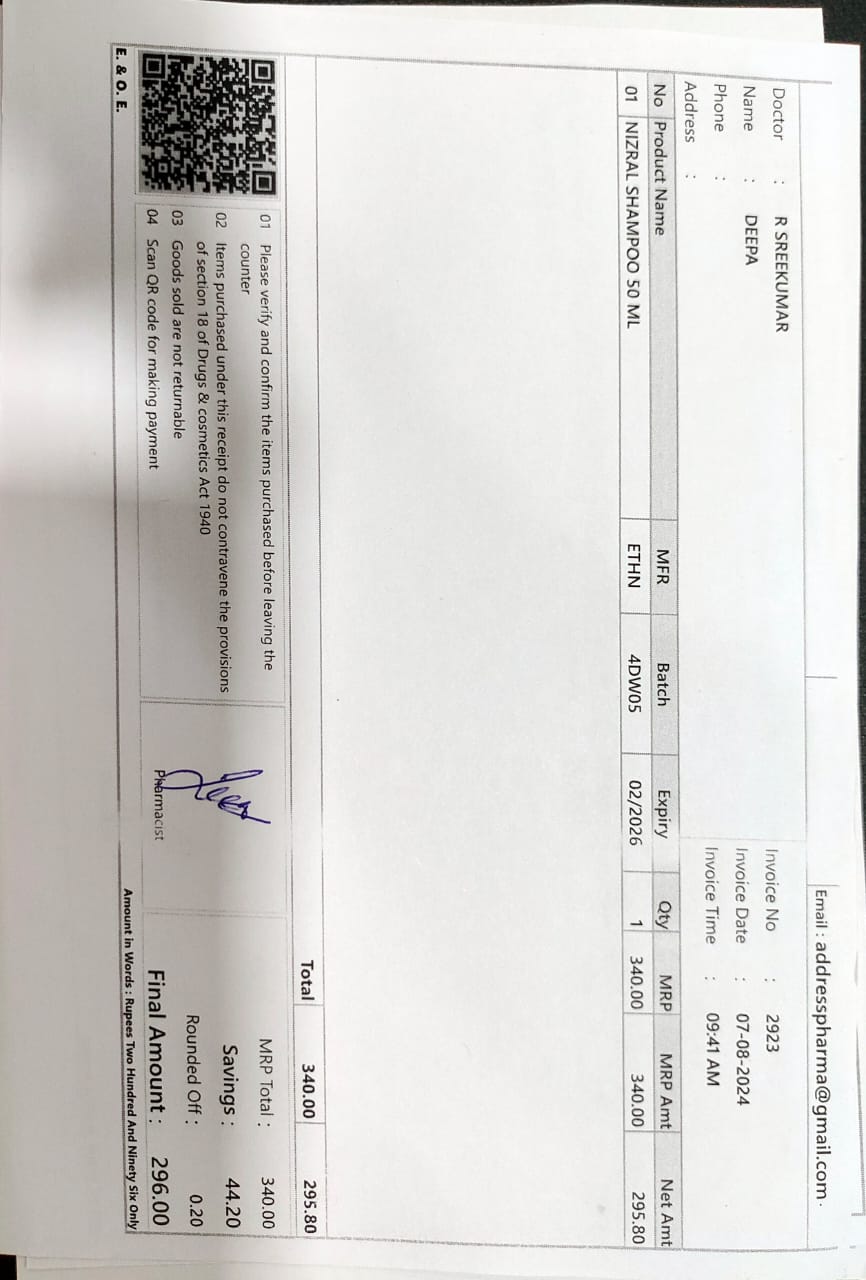 Email : addresspharma@gmail.com
Doctor : R SREEKUMAR
Name : DEEPA
Phone :
Address :
Invoice No : 2923
Invoice Date : 07-08-2024
Invoice Time : 09:41 AM
No Product Name MFR Batch Expiry Qty MRP MRP Amt Net Amt
01 NIZRAL SHAMPOO 50 ML ETHN 4DW05 02/2026 1 340.00 340.00 295.80
Total 340.00 295.80
01 Please verify and confirm the items purchased before leaving the
counter
02 Items purchased under this receipt do not contravene the provisions
of section 18 of Drugs & cosmetics Act 1940
03 Goods sold are not returnable
04 Scan QR code for making payment
Pharmacist
MRP Total : 340.00
Savings : 44.20
Rounded Off : 0.20
Final Amount : 296.00
E. & O. E.
Amount in Words : Rupees Two Hundred And Ninety Six Only